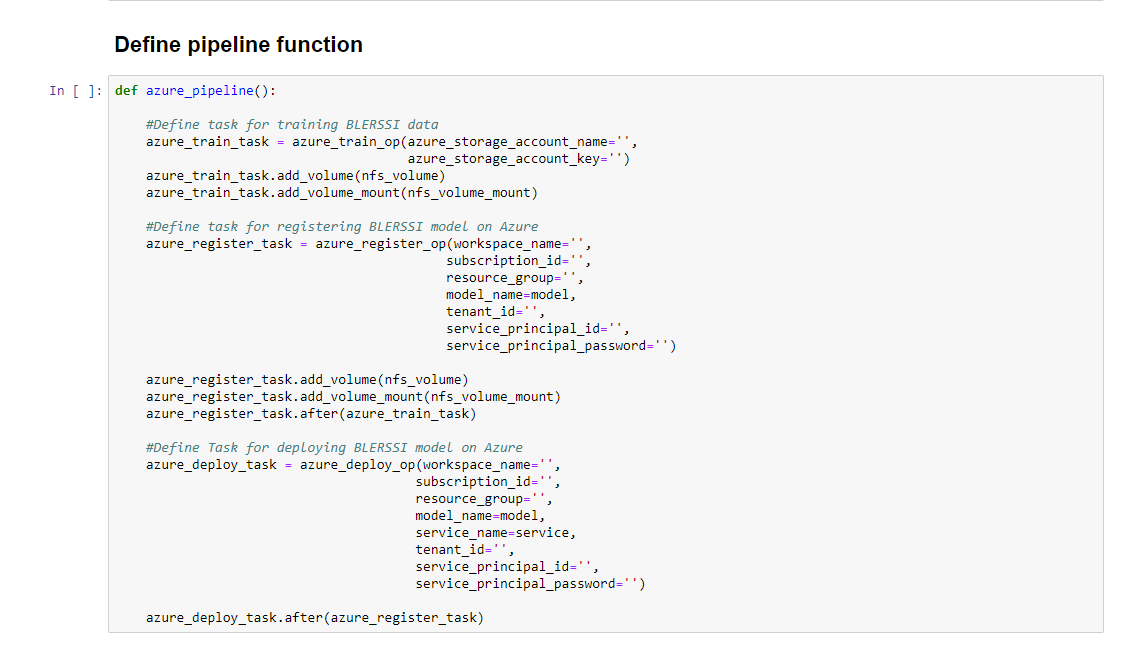 Define pipeline function
In [ ]: def azure_pipeline():
#Define task for training BLERSSI data
azure_train_task = azure_train_op(azure_storage_account_name='',
azure_storage_account_key='')
azure_train_task.add_volume(nfs_volume)
azure_train_task.add_volume_mount(nfs_volume_mount)
#Define task for registering BLERSSI model on Azure
azure_register_task = azure_register_op(workspace_name='',
subscription_id='',
resource_group='',
model_name=model,
tenant_id='',
service_principal_id='',
service_principal_password='')
azure_register_task.add_volume(nfs_volume)
azure_register_task.add_volume_mount(nfs_volume_mount)
azure_register_task.after(azure_train_task)
#Define Task for deploying BLERSSI model on Azure
azure_deploy_task = azure_deploy_op(workspace_name='',
subscription_id='',
resource_group='',
model_name=model,
service_name=service,
tenant_id='',
service_principal_id='',
service_principal_password='')
azure_deploy_task.after(azure_register_task)